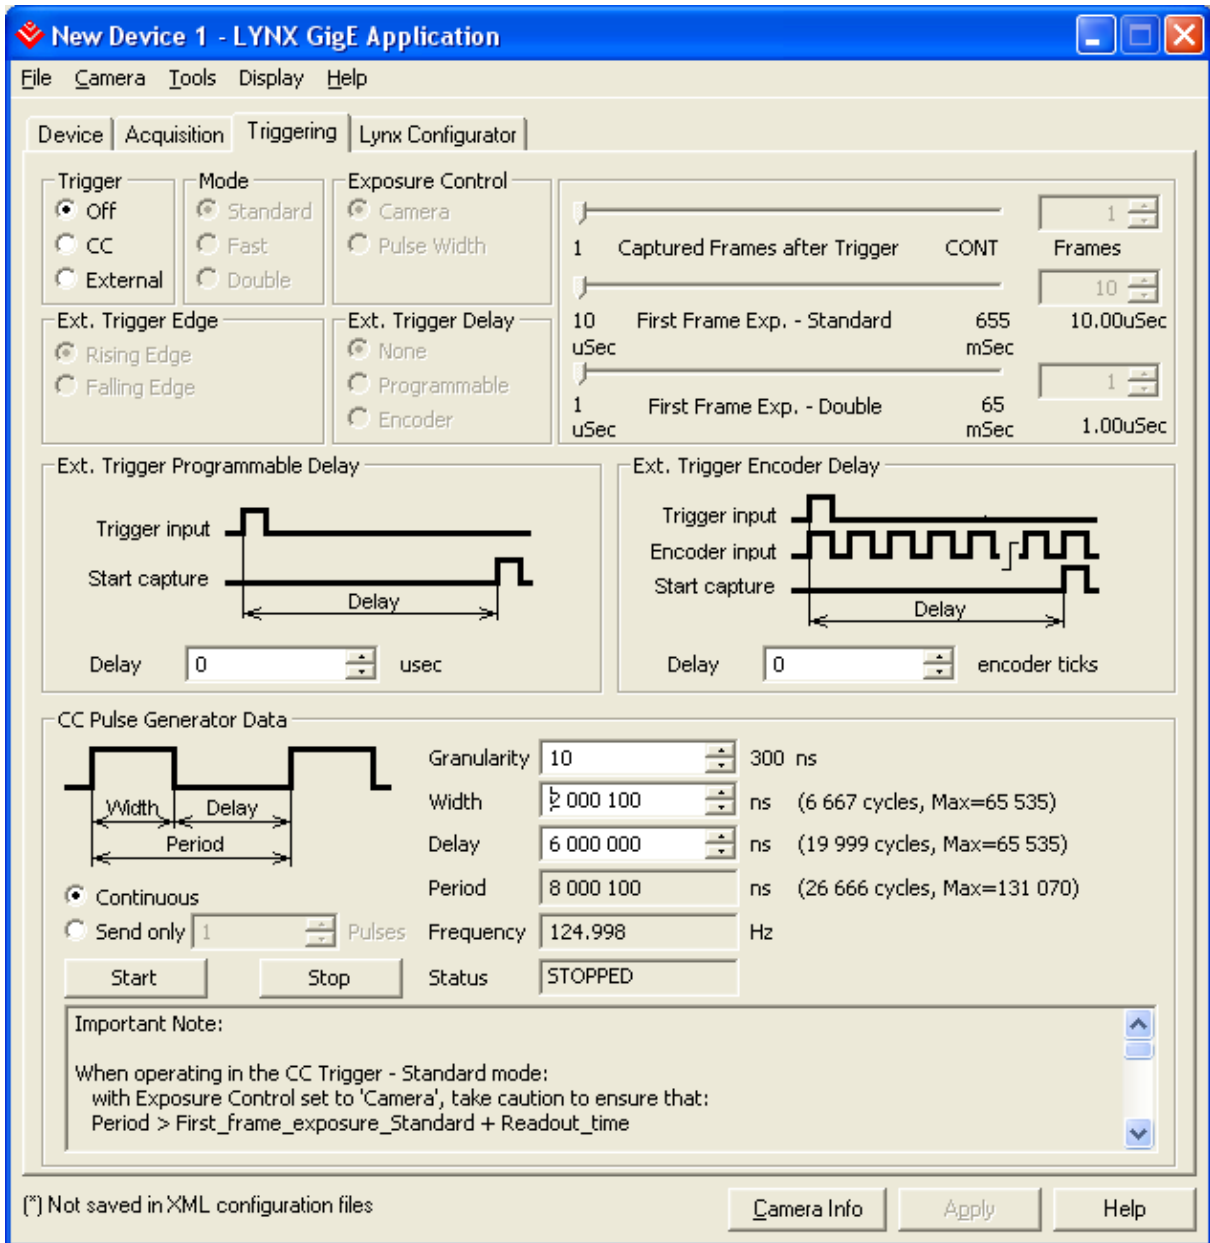 New Device 1 - LYNX GigE Application
File Camera Tools Display Help
Device Acquisition Triggering Lynx Configurator
Trigger
Off
CC
External
Mode
Standard
Fast
Double
Exposure Control
Camera
Pulse Width
1
1 Captured Frames after Trigger CONT Frames
10
10 uSec First Frame Exp. - Standard 655 mSec 10.00uSec
1
1 uSec First Frame Exp. - Double 65 mSec 1.00uSec
Ext. Trigger Edge
Rising Edge
Falling Edge
Ext. Trigger Delay
None
Programmable
Encoder
Ext. Trigger Programmable Delay
Trigger input
Start capture
Delay
Delay 0 usec
Ext. Trigger Encoder Delay
Trigger input
Encoder input
Start capture
Delay
Delay 0 encoder ticks
CC Pulse Generator Data
Width Delay
Period
Continuous
Send only 1 Pulses
Start Stop
Granularity 10 300 ns
Width 2 000 100 ns (6 667 cycles, Max=65 535)
Delay 6 000 000 ns (19 999 cycles, Max=65 535)
Period 8 000 100 ns (26 666 cycles, Max=131 070)
Frequency 124.998 Hz
Status STOPPED
Important Note:
When operating in the CC Trigger - Standard mode:
with Exposure Control set to 'Camera', take caution to ensure that:
Period > First_frame_exposure_Standard + Readout_time
(*) Not saved in XML configuration files
Camera Info Apply Help